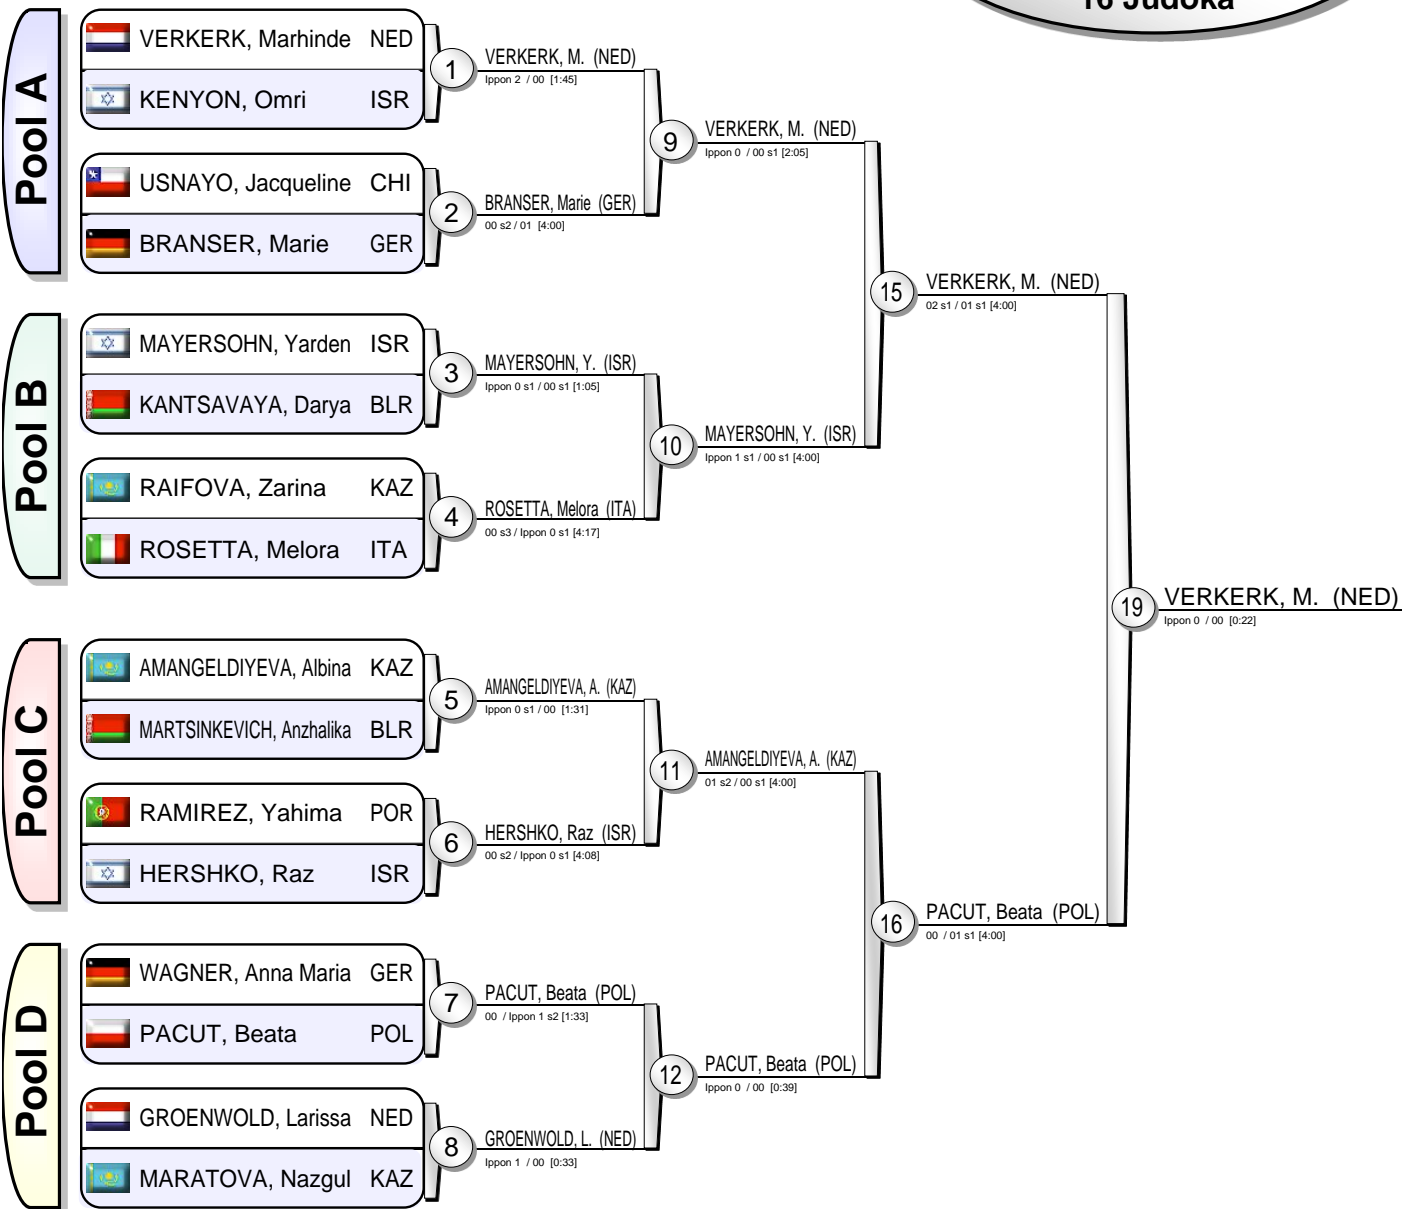 16 Judoka
Pool A
VERKERK, Marhinde NED
KENYON, Omri ISR
1
VERKERK, M. (NED)
Ippon 2 / 00 [1:45]
USNAYO, Jacqueline CHI
BRANSER, Marie GER
2
BRANSER, Marie (GER)
00 s2 / 01 [4:00]
9
VERKERK, M. (NED)
Ippon 0 / 00 s1 [2:05]
Pool B
MAYERSOHN, Yarden ISR
KANTSAVAYA, Darya BLR
3
MAYERSOHN, Y. (ISR)
Ippon 0 s1 / 00 s1 [1:05]
RAIFOVA, Zarina KAZ
ROSETTA, Melora ITA
4
ROSETTA, Melora (ITA)
00 s3 / Ippon 0 s1 [4:17]
10
MAYERSOHN, Y. (ISR)
Ippon 1 s1 / 00 s1 [4:00]
15
VERKERK, M. (NED)
02 s1 / 01 s1 [4:00]
Pool C
AMANGELDIYEVA, Albina KAZ
MARTSINKEVICH, Anzhalika BLR
5
AMANGELDIYEVA, A. (KAZ)
Ippon 0 s1 / 00 [1:31]
RAMIREZ, Yahima POR
HERSHKO, Raz ISR
6
HERSHKO, Raz (ISR)
00 s2 / Ippon 0 s1 [4:08]
11
AMANGELDIYEVA, A. (KAZ)
01 s2 / 00 s1 [4:00]
Pool D
WAGNER, Anna Maria GER
PACUT, Beata POL
7
PACUT, Beata (POL)
00 / Ippon 1 s2 [1:33]
GROENWOLD, Larissa NED
MARATOVA, Nazgul KAZ
8
GROENWOLD, L. (NED)
Ippon 1 / 00 [0:33]
12
PACUT, Beata (POL)
Ippon 0 / 00 [0:39]
16
PACUT, Beata (POL)
00 / 01 s1 [4:00]
19
VERKERK, M. (NED)
Ippon 0 / 00 [0:22]